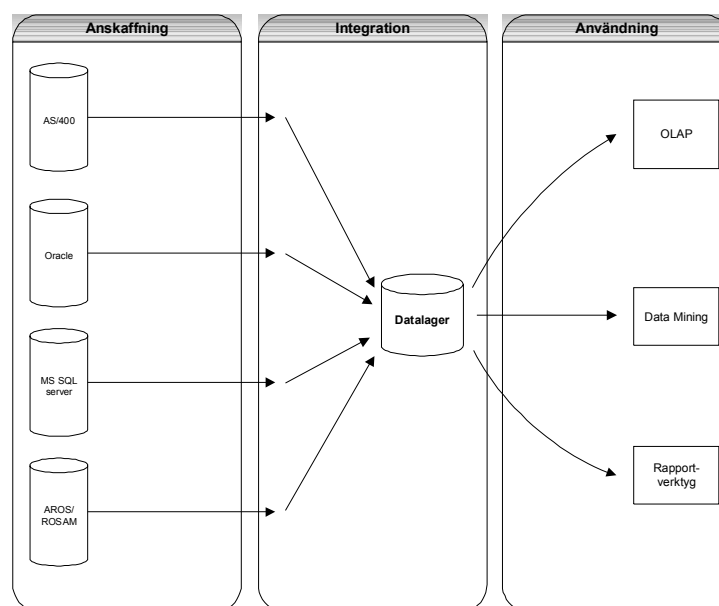 Anskaffning
Integration
Användning
AS/400
Oracle
MS SQL
server
AROS/
ROSAM
Datalager
OLAP
Data Mining
Rapport-
verktyg